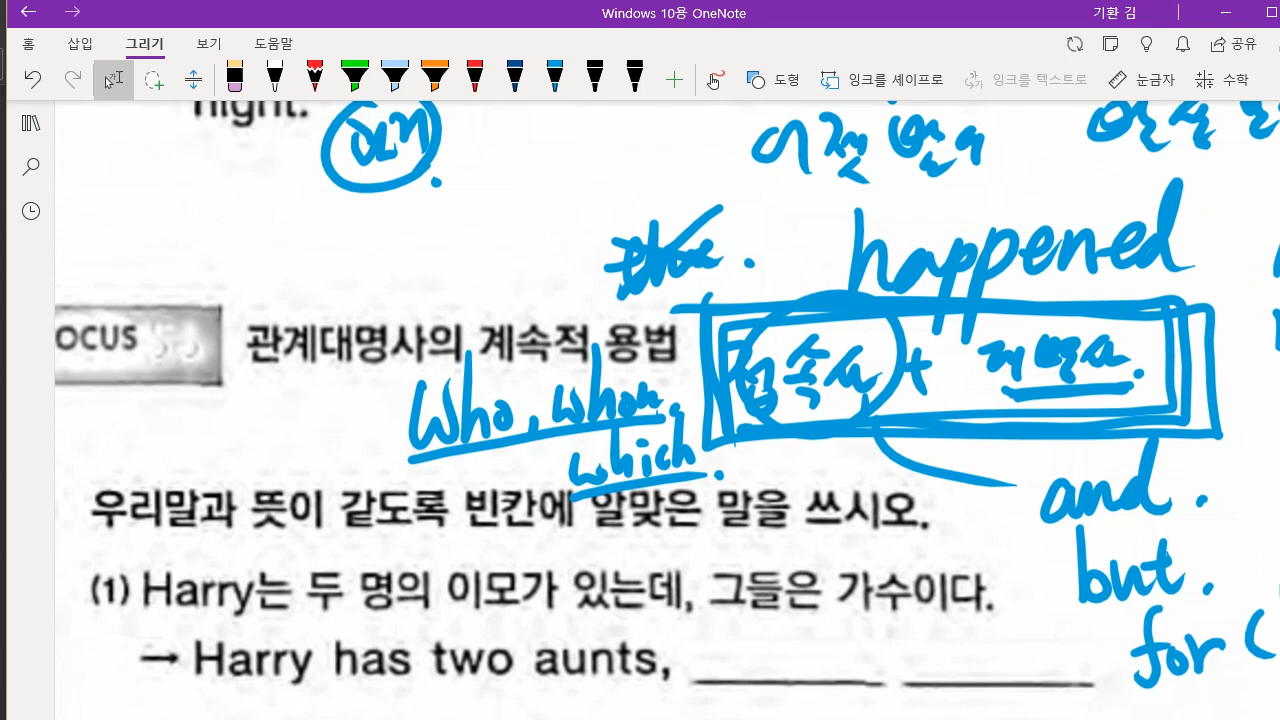 Windows 10용 OneNote
기환 김
홈 삽입 그리기 보기 도움말
공유
도형 잉크를 셰이프로 잉크를 텍스트로 눈금자 수학
night.
happened
OCUS
관계대명사의 계속적 용법
접속사 + 대명사.
who, whom,
which.
and.
우리말과 뜻이 같도록 빈칸에 알맞은 말을 쓰시오.
but.
(1) Harry는 두 명의 이모가 있는데, 그들은 가수이다.
for (
→ Harry has two aunts,